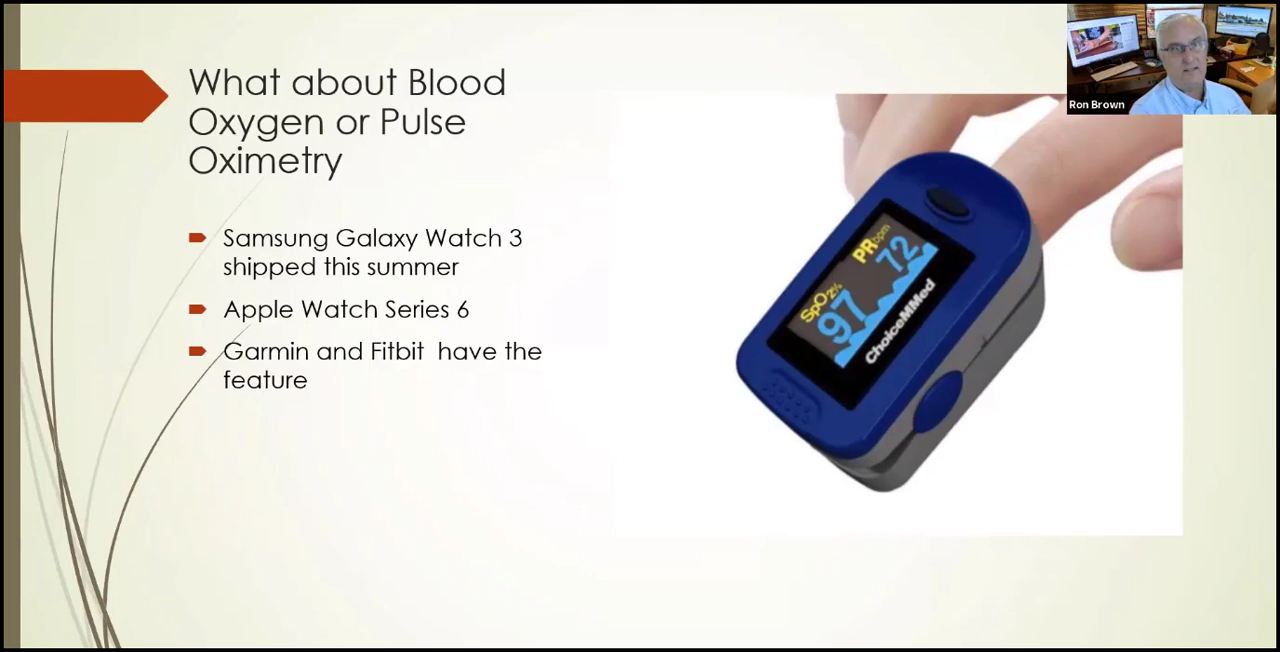 What about Blood
Oxygen or Pulse
Oximetry
Samsung Galaxy Watch 3
shipped this summer
Apple Watch Series 6
Garmin and Fitbit  have the
feature
PRbpm
72
SpO2%
97
ChoiceMMed
Ron Brown